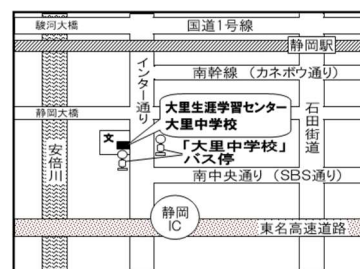 駿河大橋
国道1号線
静岡駅
インター通り
南幹線（カネボウ通り）
大里生涯学習センター
大里中学校
静岡大橋
石田街道
文
「大里中学校」
バス停
安倍川
南中央通り（SBS通り）
静岡
IC
東名高速道路